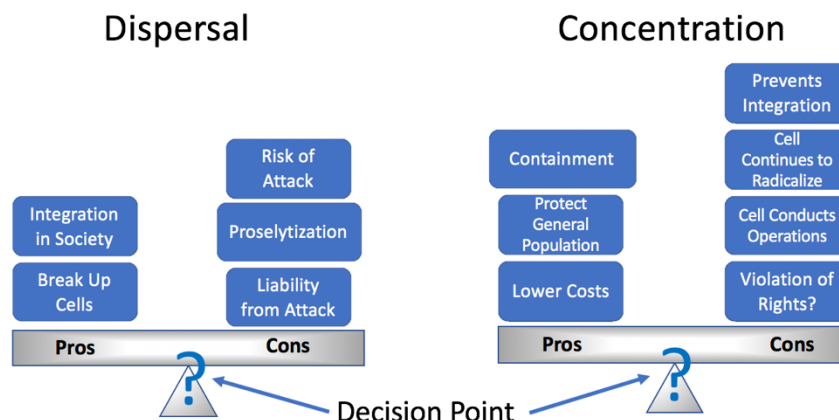 Dispersal
Integration
in Society
Break Up
Cells
Pros
Risk of
Attack
Proselytization
Liability
from Attack
Cons
?
Concentration
Containment
Protect
General
Population
Lower Costs
Pros
Prevents
Integration
Cell
Continues to
Radicalize
Cell Conducts
Operations
Violation of
Rights?
Cons
?
Decision Point